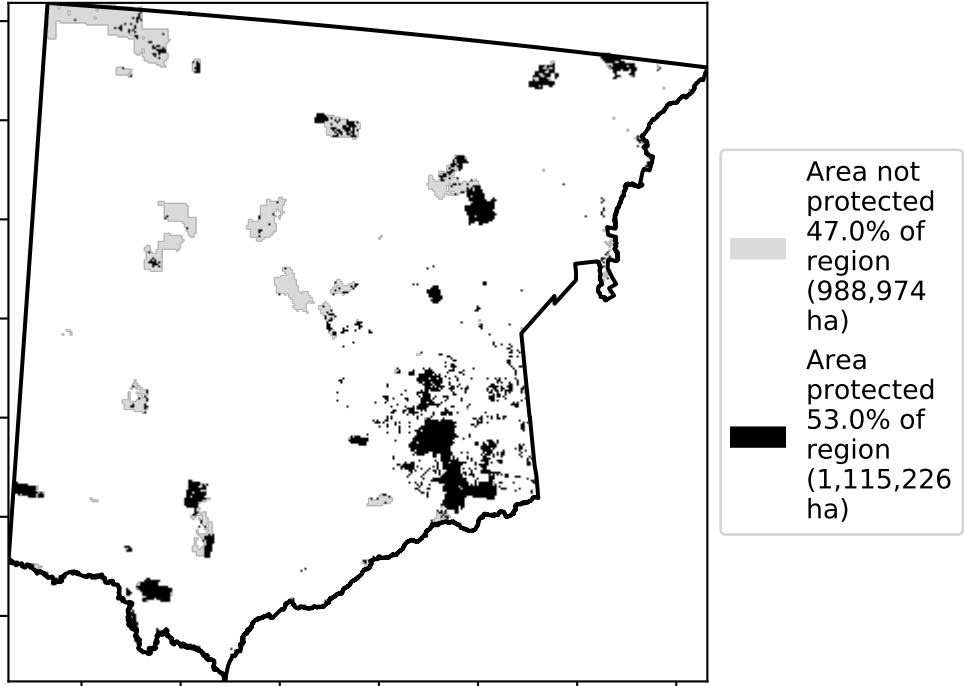 Area not
protected
47.0% of
region
(988,974
ha)
Area
protected
53.0% of
region
(1,115,226
ha)